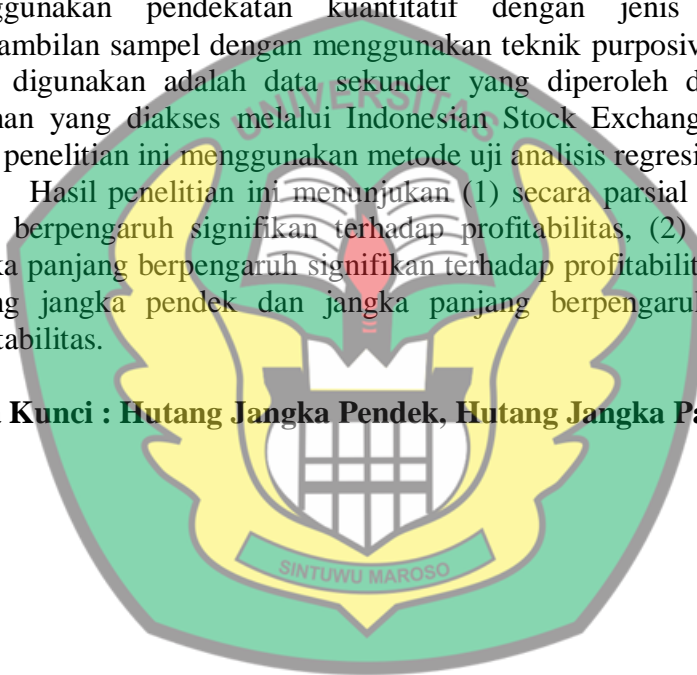 ggunakan pendekatan kuantitatif dengan jenis
ambilan sampel dengan menggunakan teknik purposiv
digunakan adalah data sekunder yang diperoleh d
nan yang diakses melalui Indonesian Stock Exchang
penelitian ini menggunakan metode uji analisis regresi
Hasil penelitian ini menunjukan (1) secara parsial
berpengaruh signifikan terhadap profitabilitas, (2)
ka panjang berpengaruh signifikan terhadap profitabilit
ng jangka pendek dan jangka panjang berpengaruh
tabilitas.
Kunci : Hutang Jangka Pendek, Hutang Jangka Pa
UNIVERSITAS
SINTUWU MAROSO